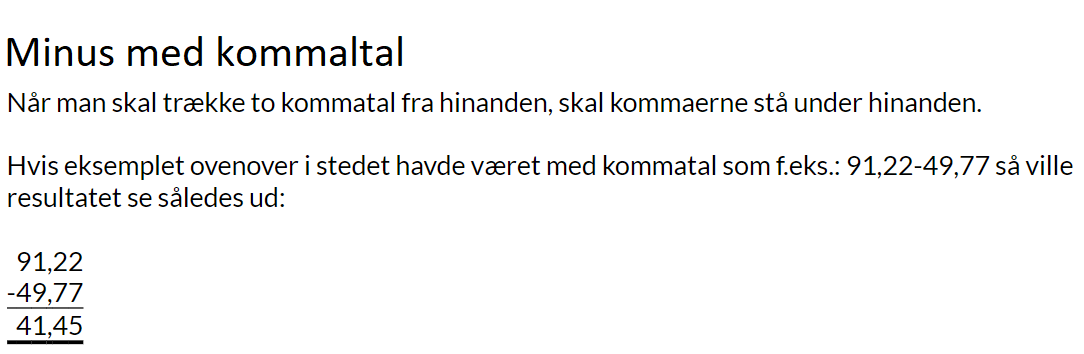 Minus med kommaltal
Når man skal trække to kommatal fra hinanden, skal kommaerne stå under hinanden.
Hvis eksemplet ovenover i stedet havde været med kommatal som f.eks.: 91,22-49,77 så ville
resultatet se således ud:
91,22
-49,77
41,45